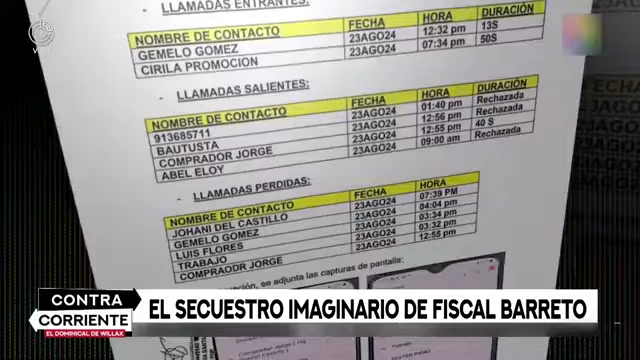 LLAMADAS ENTRANTES:
NOMBRE DE CONTACTO FECHA HORA DURACIÓN
GEMELO GOMEZ 23AGO24 12:32 pm 13S
CIRILA PROMOCION 23AGO24 07:34 pm 50S
- LLAMADAS SALIENTES:
NOMBRE DE CONTACTO FECHA HORA DURACIÓN
913685711 23AGO24 01:40 pm Rechazada
BAUTUSTA 23AGO24 12:56 pm Rechazada
COMPRADOR JORGE 23AGO24 12:55 pm 40 S
ABEL ELOY 23AGO24 09:00 am Rechazada
- LLAMADAS PERDIDAS:
NOMBRE DE CONTACTO FECHA HORA
JOHANI DEL CASTILLO 23AGO24 07:39 PM
GEMELO GOMEZ 23AGO24 04:04 pm
LUIS FLORES 23AGO24 03:34 pm
TRABAJO 23AGO24 03:32 pm
COMPRAODR JORGE 23AGO24 12:55 pm
se adjunta las capturas de pantalla:
CONTRA
CORRIENTE
EL DOMINICAL DE WILLAX
EL SECUESTRO IMAGINARIO DE FISCAL BARRETO